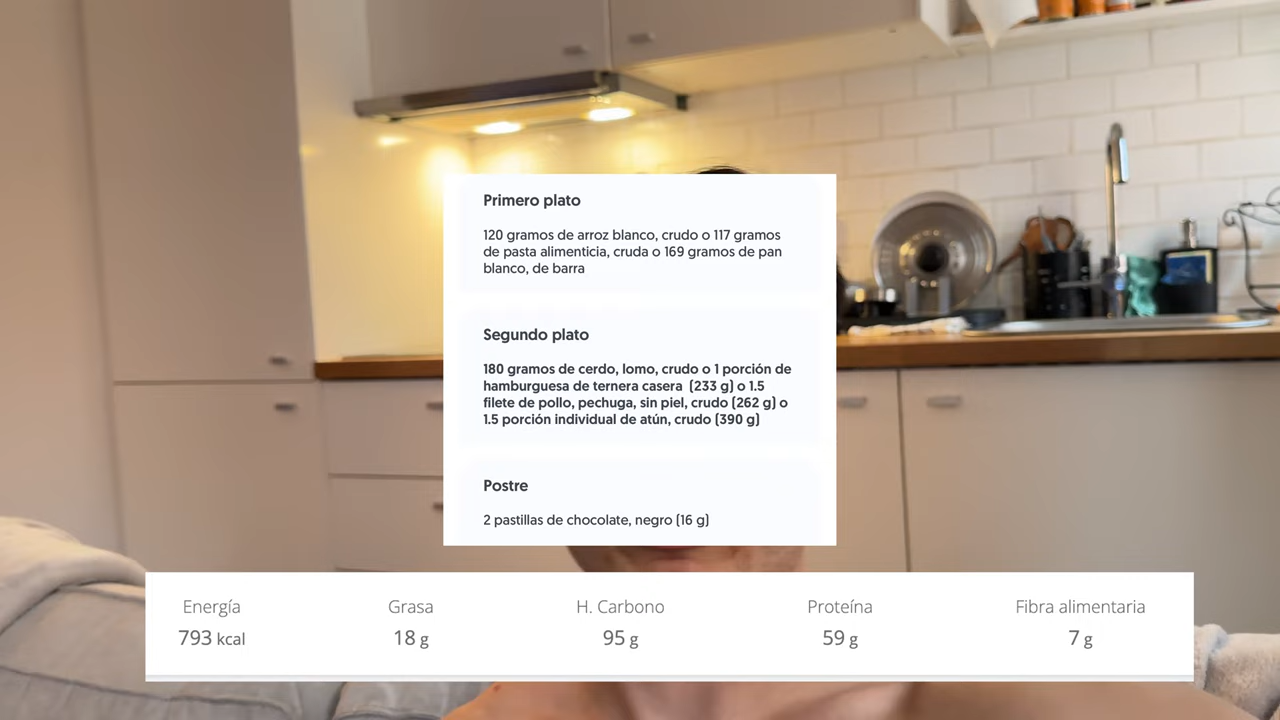 Primero plato
120 gramos de arroz blanco, crudo o 117 gramos
de pasta alimenticia, cruda o 169 gramos de pan
blanco, de barra
Segundo plato
180 gramos de cerdo, lomo, crudo o 1 porción de
hamburguesa de ternera casera (233 g) o 1.5
filete de pollo, pechuga, sin piel, crudo (262 g) o
1.5 porción individual de atún, crudo (390 g)
Postre
2 pastillas de chocolate, negro (16 g)
Energía Grasa H. Carbono Proteína Fibra alimentaria
793 kcal 18 g 95 g 59 g 7 g